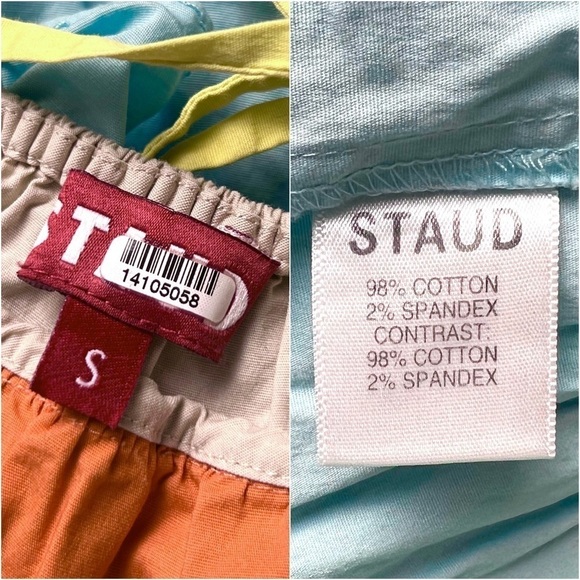 14105058
S
STAUD
98% COTTON
2% SPANDEX
CONTRAST:
98% COTTON
2% SPANDEX